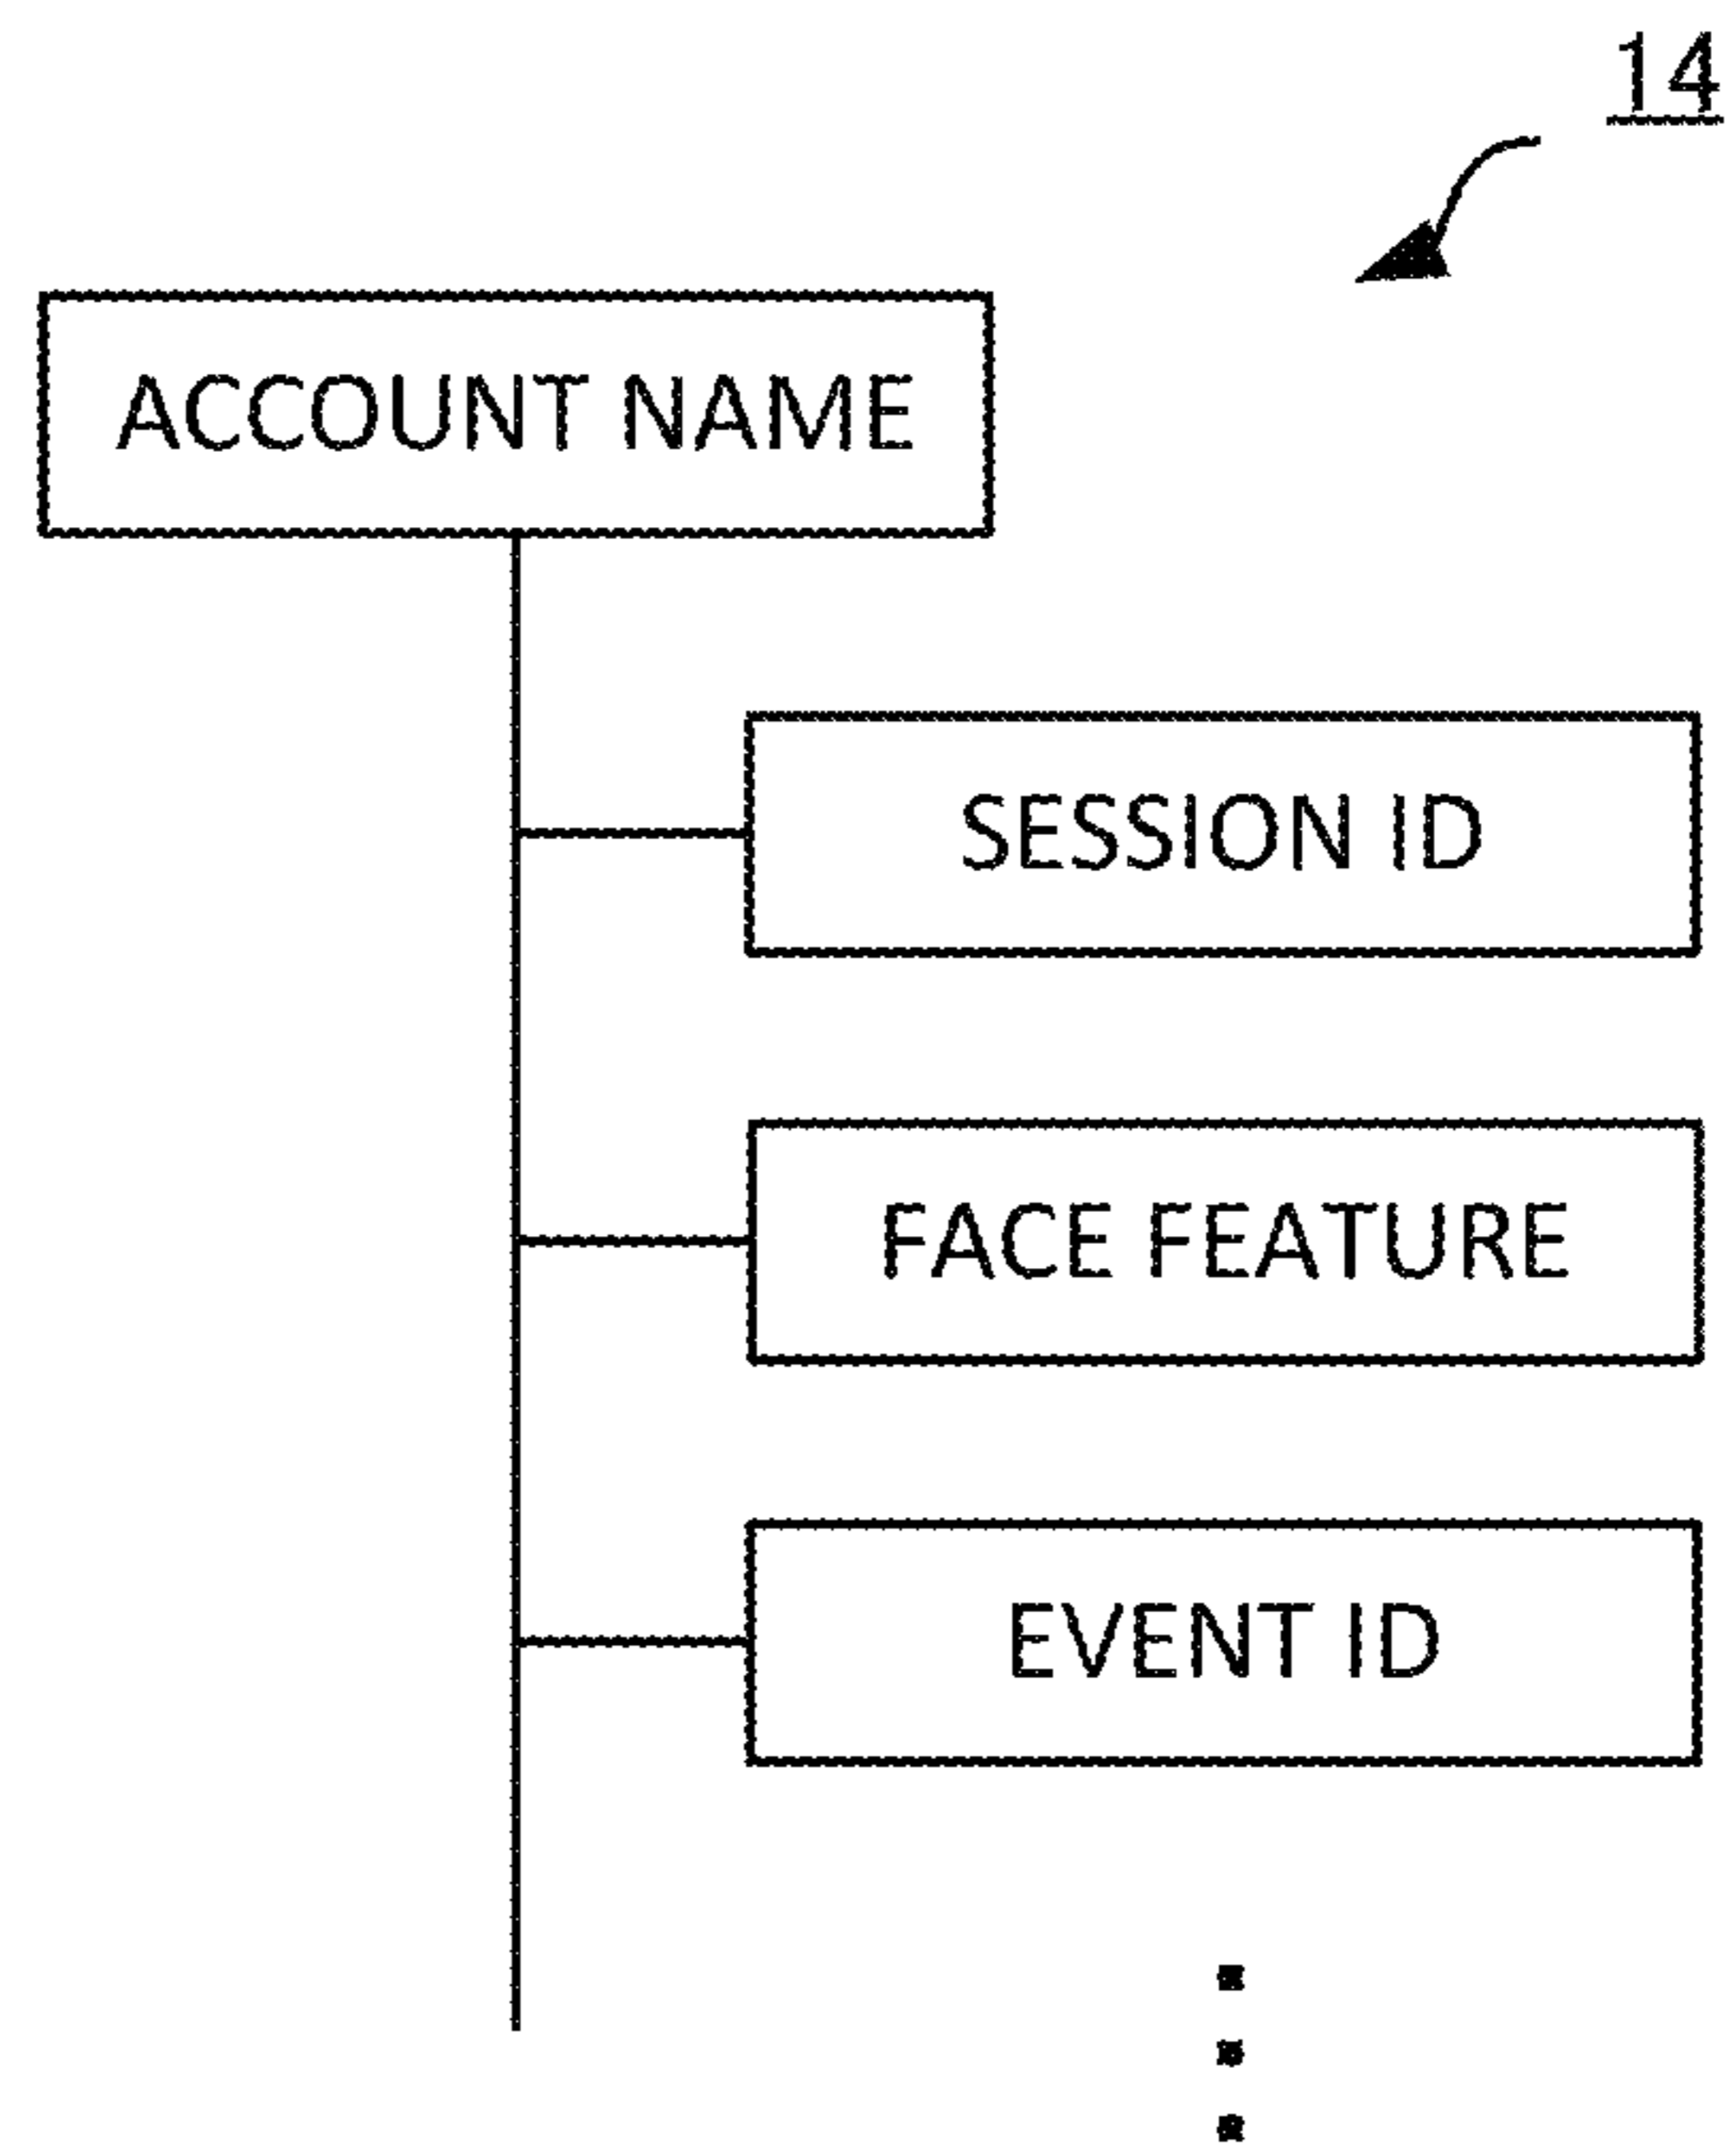 14
ACCOUNT NAME
SESSION ID
FACE FEATURE
EVENT ID